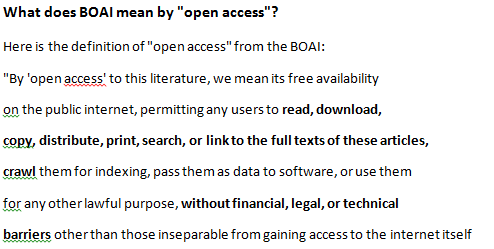 What does BOAI mean by "open access"?
Here is the definition of "open access" from the BOAI:
"By 'open access' to this literature, we mean its free availability
on the public internet, permitting any users to read, download,
copy, distribute, print, search, or link to the full texts of these articles,
crawl them for indexing, pass them as data to software, or use them
for any other lawful purpose, without financial, legal, or technical
barriers other than those inseparable from gaining access to the internet itself